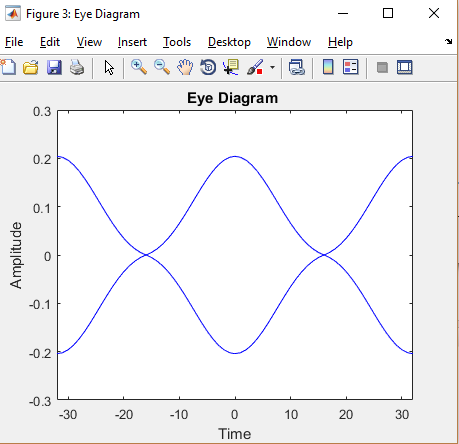 Figure 3: Eye Diagram
File Edit View Insert Tools Desktop Window Help
Eye Diagram
0.3
0.2
0.1
0
-0.1
-0.2
-0.3
Amplitude
-30 -20 -10 0 10 20 30
Time